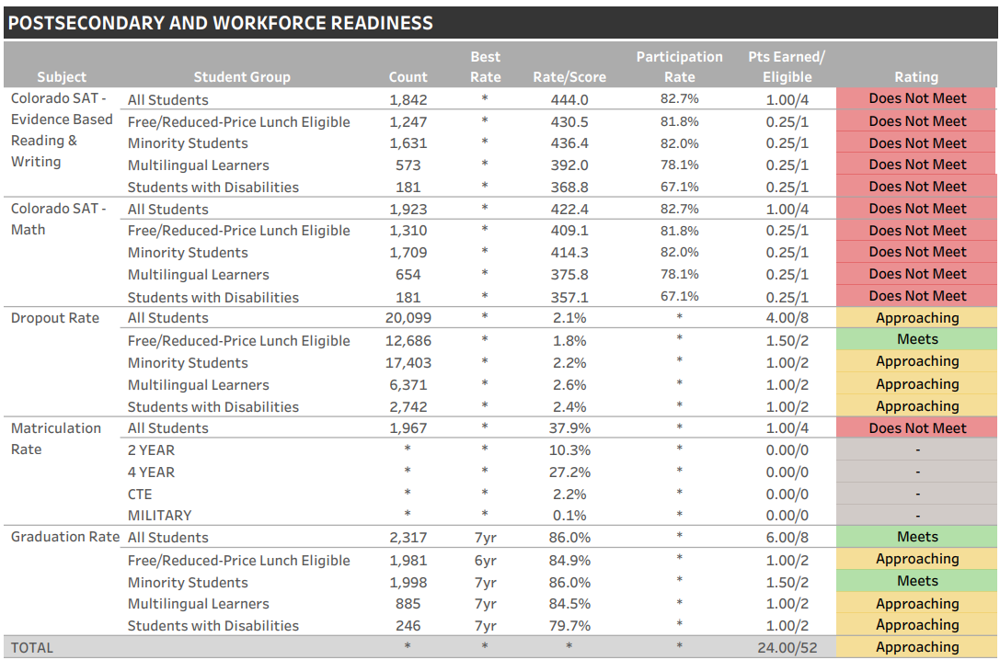 POSTSECONDARY AND WORKFORCE READINESS
Subject Student Group Count Best Rate Rate/Score Participation Rate Pts Earned/ Eligible Rating
Colorado SAT - All Students 1,842 * 444.0 82.7% 1.00/4 Does Not Meet
Evidence Based Free/Reduced-Price Lunch Eligible 1,247 * 430.5 81.8% 0.25/1 Does Not Meet
Reading & Minority Students 1,631 * 436.4 82.0% 0.25/1 Does Not Meet
Writing Multilingual Learners 573 * 392.0 78.1% 0.25/1 Does Not Meet
Students with Disabilities 181 * 368.8 67.1% 0.25/1 Does Not Meet
Colorado SAT - All Students 1,923 * 422.4 82.7% 1.00/4 Does Not Meet
Math Free/Reduced-Price Lunch Eligible 1,310 * 409.1 81.8% 0.25/1 Does Not Meet
Minority Students 1,709 * 414.3 82.0% 0.25/1 Does Not Meet
Multilingual Learners 654 * 375.8 78.1% 0.25/1 Does Not Meet
Students with Disabilities 181 * 357.1 67.1% 0.25/1 Does Not Meet
Dropout Rate All Students 20,099 * 2.1% * 4.00/8 Approaching
Free/Reduced-Price Lunch Eligible 12,686 * 1.8% * 1.50/2 Meets
Minority Students 17,403 * 2.2% * 1.00/2 Approaching
Multilingual Learners 6,371 * 2.6% * 1.00/2 Approaching
Students with Disabilities 2,742 * 2.4% * 1.00/2 Approaching
Matriculation All Students 1,967 * 37.9% * 1.00/4 Does Not Meet
Rate 2 YEAR * * 10.3% * 0.00/0 -
4 YEAR * * 27.2% * 0.00/0 -
CTE * * 2.2% * 0.00/0 -
MILITARY * * 0.1% * 0.00/0 -
Graduation Rate All Students 2,317 7yr 86.0% * 6.00/8 Meets
Free/Reduced-Price Lunch Eligible 1,981 6yr 84.9% * 1.00/2 Approaching
Minority Students 1,998 7yr 86.0% * 1.50/2 Meets
Multilingual Learners 885 7yr 84.5% * 1.00/2 Approaching
Students with Disabilities 246 7yr 79.7% * 1.00/2 Approaching
TOTAL * * * * 24.00/52 Approaching